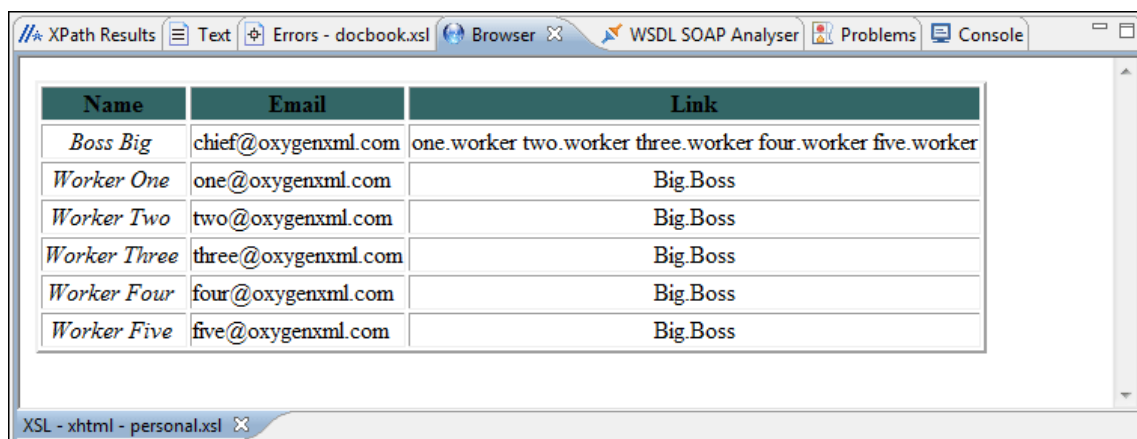 XPath Results Text Errors - docbook.xsl Browser WSDL SOAP Analyser Problems Console
Name Email Link
Boss Big chief@oxygenxml.com one.worker two.worker three.worker four.worker five.worker
Worker One one@oxygenxml.com Big.Boss
Worker Two two@oxygenxml.com Big.Boss
Worker Three three@oxygenxml.com Big.Boss
Worker Four four@oxygenxml.com Big.Boss
Worker Five five@oxygenxml.com Big.Boss
XSL - xhtml - personal.xsl